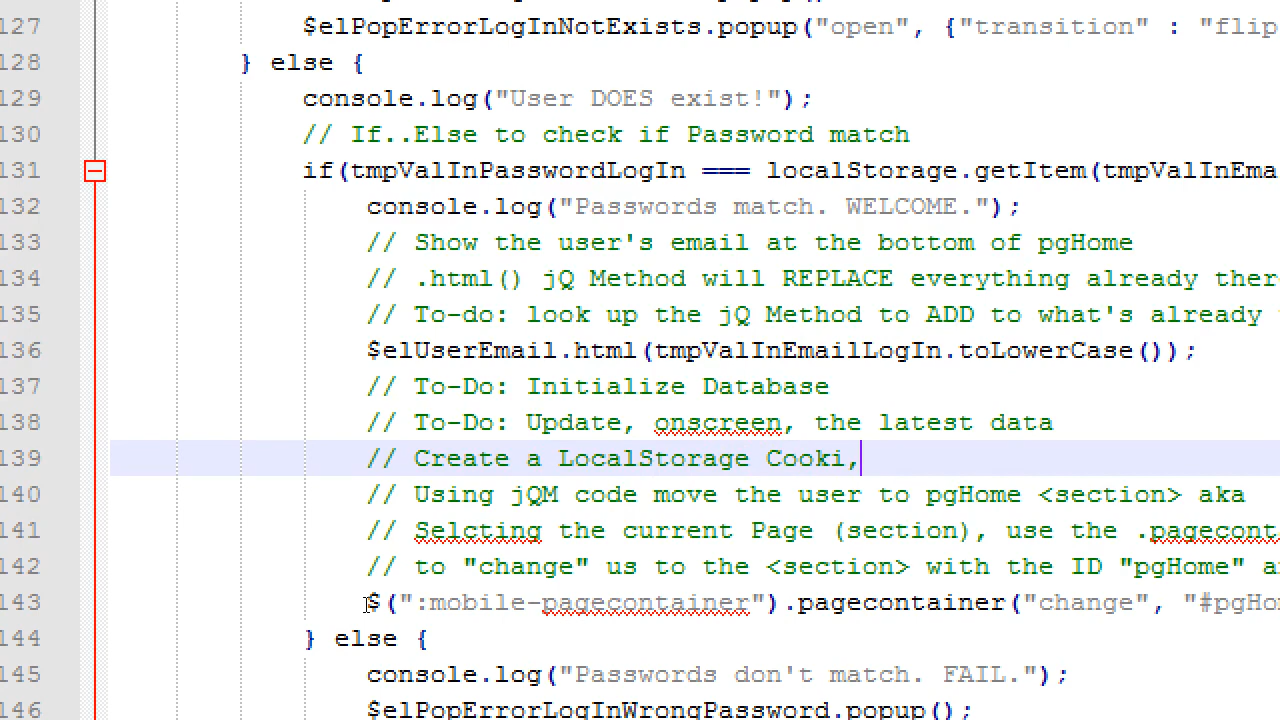 127 $elPopErrorLogInNotExists.popup("open", {"transition" : "flip
128 } else {
129 console.log("User DOES exist!");
130 // If..Else to check if Password match
131 if(tmpValInPasswordLogIn === localStorage.getItem(tmpValInEma
132 console.log("Passwords match. WELCOME.");
133 // Show the user's email at the bottom of pgHome
134 // .html() jQ Method will REPLACE everything already ther
135 // To-do: look up the jQ Method to ADD to what's already
136 $elUserEmail.html(tmpValInEmailLogIn.toLowerCase());
137 // To-Do: Initialize Database
138 // To-Do: Update, onscreen, the latest data
139 // Create a LocalStorage Cooki,
140 // Using jQM code move the user to pgHome <section> aka
141 // Selcting the current Page (section), use the .pagecont
142 // to "change" us to the <section> with the ID "pgHome" a
143 $(":mobile-pagecontainer").pagecontainer("change", "#pgHo
144 } else {
145 console.log("Passwords don't match. FAIL.");
146 $elPopErrorLogInWrongPassword.popup();